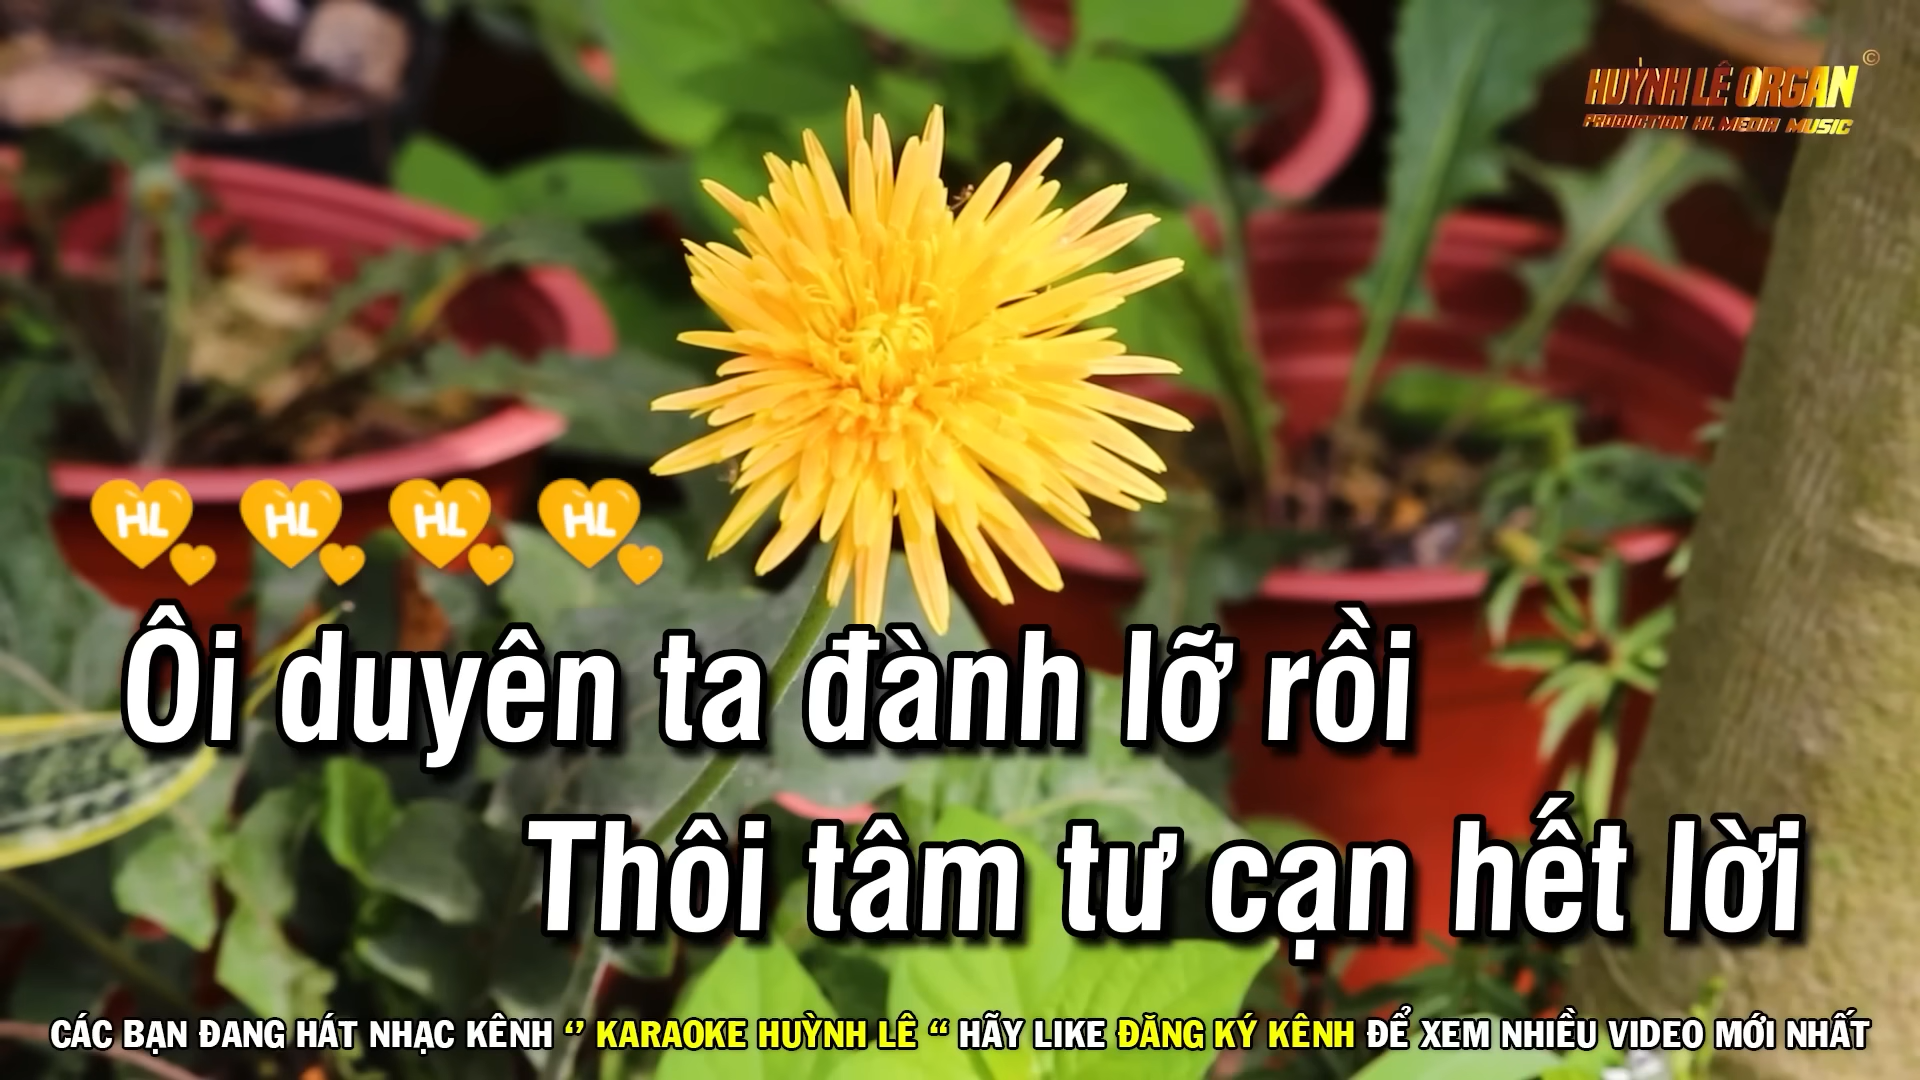 HUỲNH LÊ ORGAN ©
PRODUCTION HL MEDIA MUSIC
HL HL HL HL
Ôi duyên ta đành lỡ rồi
Thôi tâm tư cạn hết lời
CÁC BẠN ĐANG HÁT NHẠC KÊNH ‘’ KARAOKE HUỲNH LÊ “ HÃY LIKE ĐĂNG KÝ KÊNH ĐỂ XEM NHIỀU VIDEO MỚI NHẤT